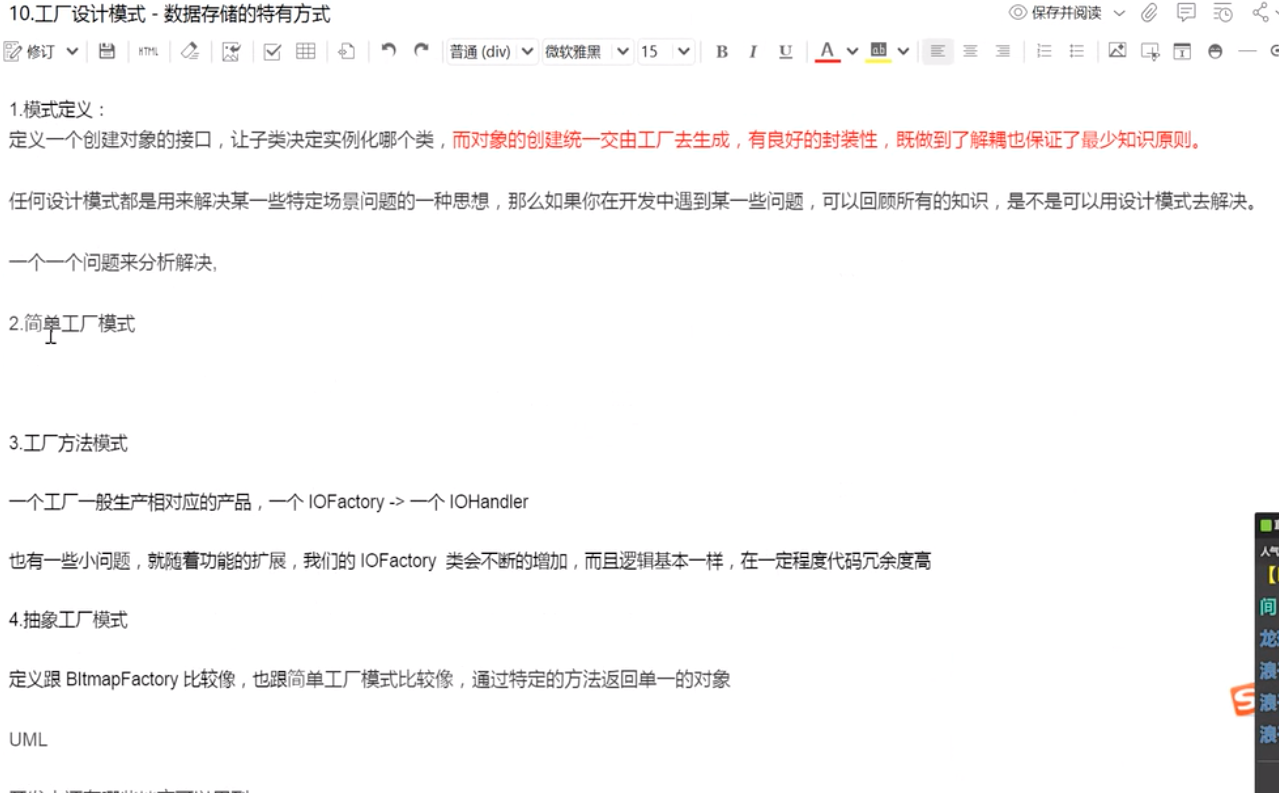 10.工厂设计模式 - 数据存储的特有方式
保存并阅读
修订 HTML 普通 (div) 微软雅黑 15 B I U A ab
1.模式定义：
定义一个创建对象的接口，让子类决定实例化哪个类，而对象的创建统一交由工厂去生成，有良好的封装性，既做到了解耦也保证了最少知识原则。
任何设计模式都是用来解决某一些特定场景问题的一种思想，那么如果你在开发中遇到某一些问题，可以回顾所有的知识，是不是可以用设计模式去解决。
一个一个问题来分析解决,
2.简单工厂模式
3.工厂方法模式
一个工厂一般生产相对应的产品，一个 IOFactory -> 一个 IOHandler
也有一些小问题，就随着功能的扩展，我们的 IOFactory 类会不断的增加，而且逻辑基本一样，在一定程度代码冗余度高
4.抽象工厂模式
定义跟 BItmapFactory 比较像，也跟简单工厂模式比较像，通过特定的方法返回单一的对象
UML
人气
间
龙
浪
浪
浪